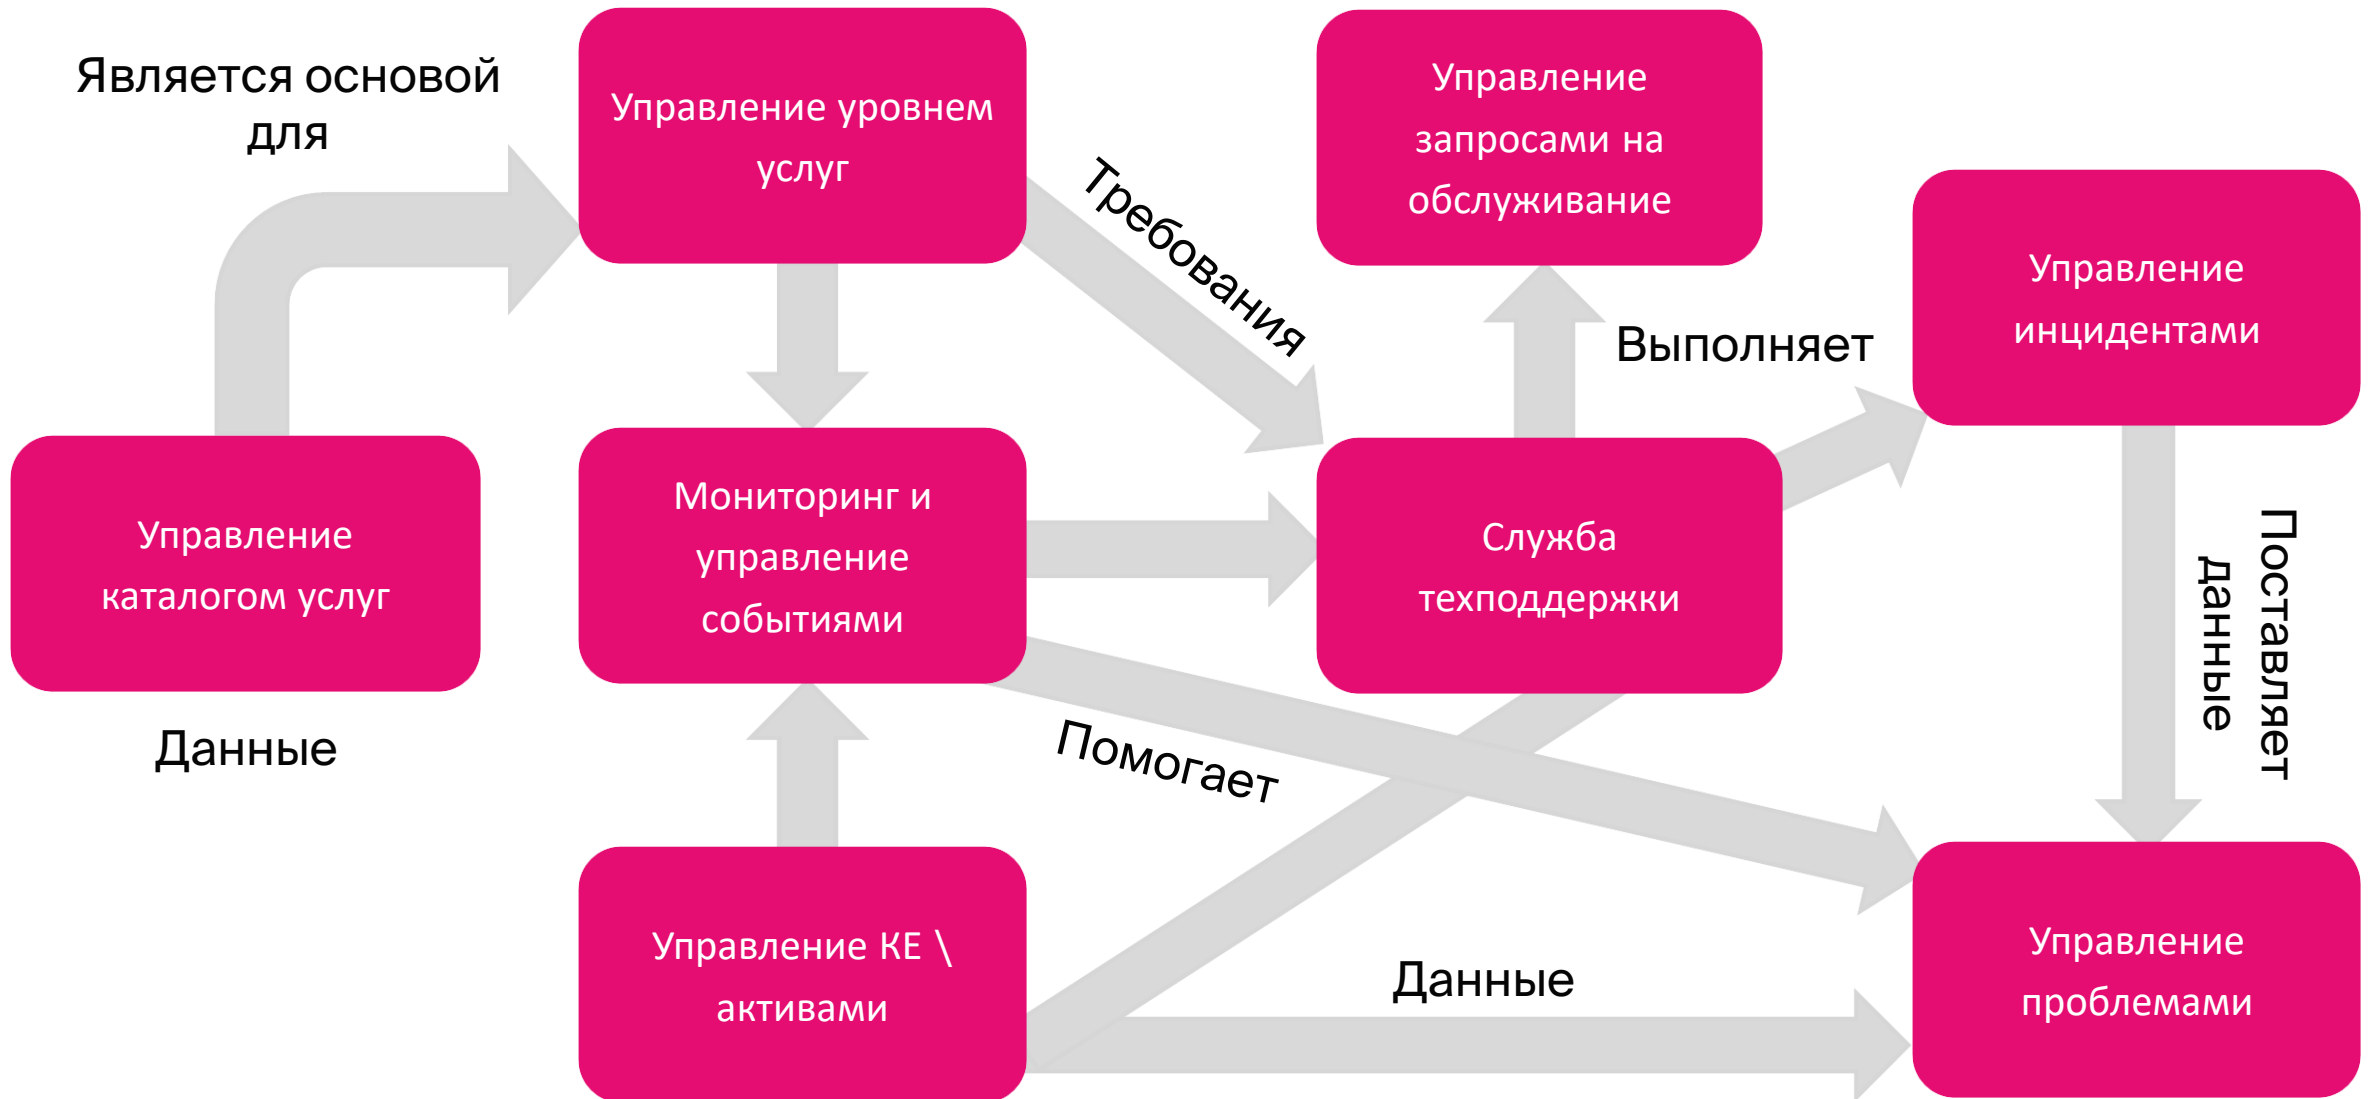 Является основой
для
Управление уровнем
услуг
Требования
Управление
запросами на
обслуживание
Выполняет
Управление
инцидентами
Управление
каталогом услуг
Данные
Мониторинг и
управление
событиями
Служба
техподдержки
Поставляет
данные
Помогает
Управление КЕ \
активами
Данные
Управление
проблемами